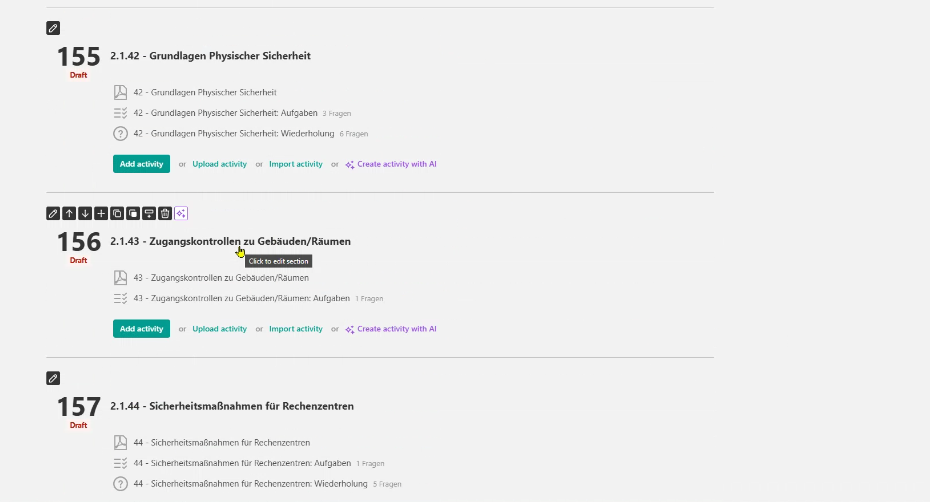 155 2.1.42 - Grundlagen Physischer Sicherheit
Draft
42 - Grundlagen Physischer Sicherheit
42 - Grundlagen Physischer Sicherheit: Aufgaben 3 Fragen
42 - Grundlagen Physischer Sicherheit: Wiederholung 6 Fragen
Add activity or Upload activity or Import activity or Create activity with AI
156 2.1.43 - Zugangskontrollen zu Gebäuden/Räumen
Draft
Click to edit section
43 - Zugangskontrollen zu Gebäuden/Räumen
43 - Zugangskontrollen zu Gebäuden/Räumen: Aufgaben 1 Fragen
Add activity or Upload activity or Import activity or Create activity with AI
157 2.1.44 - Sicherheitsmaßnahmen für Rechenzentren
Draft
44 - Sicherheitsmaßnahmen für Rechenzentren
44 - Sicherheitsmaßnahmen für Rechenzentren: Aufgaben 1 Fragen
44 - Sicherheitsmaßnahmen für Rechenzentren: Wiederholung 5 Fragen